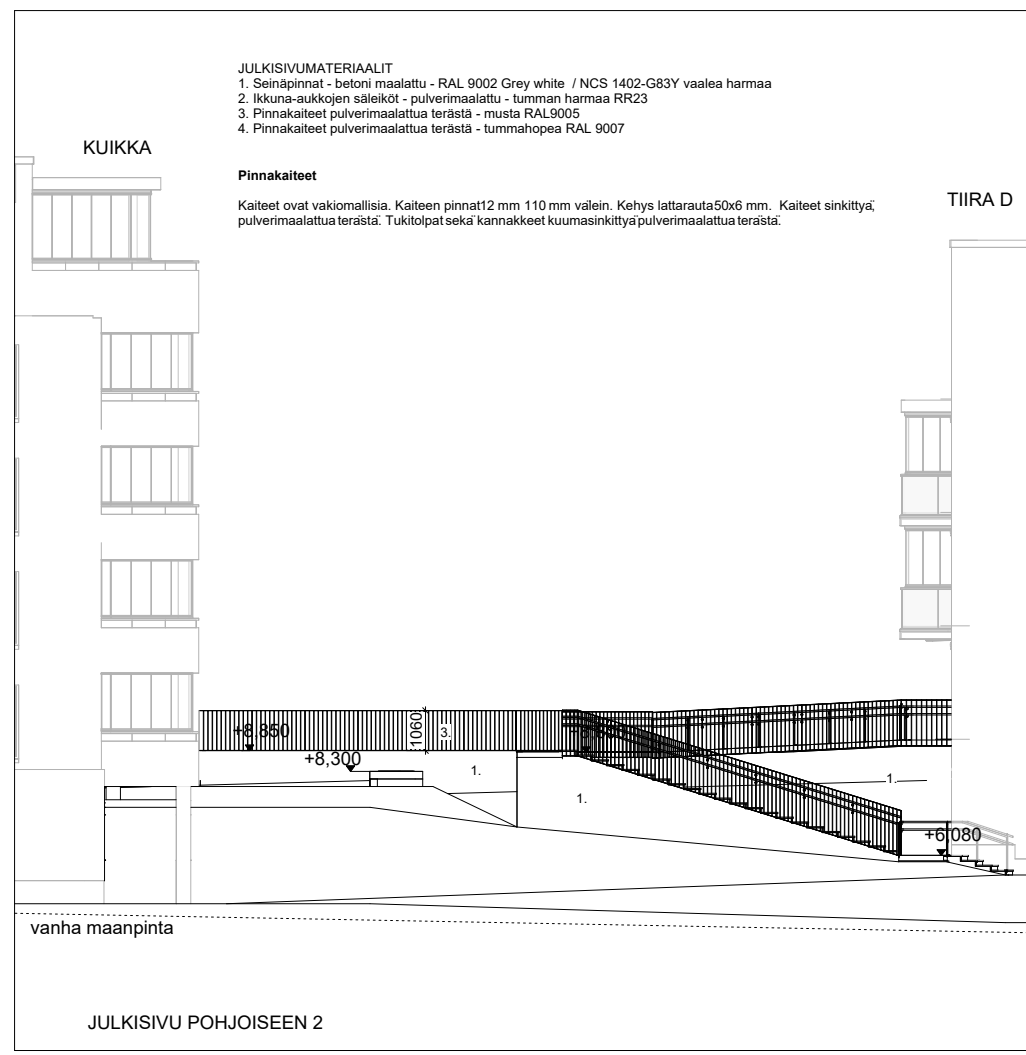 JULKISIVUMATERIAALIT
1. Seinäpinnat - betoni maalattu - RAL 9002 Grey white / NCS 1402-G83Y vaalea harmaa
2. Ikkuna-aukkojen säleiköt - pulverimaalattu - tumman harmaa RR23
3. Pinnakaiteet pulverimaalattua terästä - musta RAL9005
4. Pinnakaiteet pulverimaalattua terästä - tummahopea RAL 9007
KUIKKA
Pinnakaiteet
TIIRA D
Kaiteet ovat vakiomallisia. Kaiteen pinnat12 mm 110 mm välein. Kehys lattarauta50x6 mm. Kaiteet sinkittyä,
pulverimaalattua terästä. Tukitolpat sekä kannakkeet kuumasinkittyä pulverimaalattua terästä.
+8,850
1060
3.
+8,300
1.
1.
1.
+6,080
vanha maanpinta
JULKISIVU POHJOISEEN 2